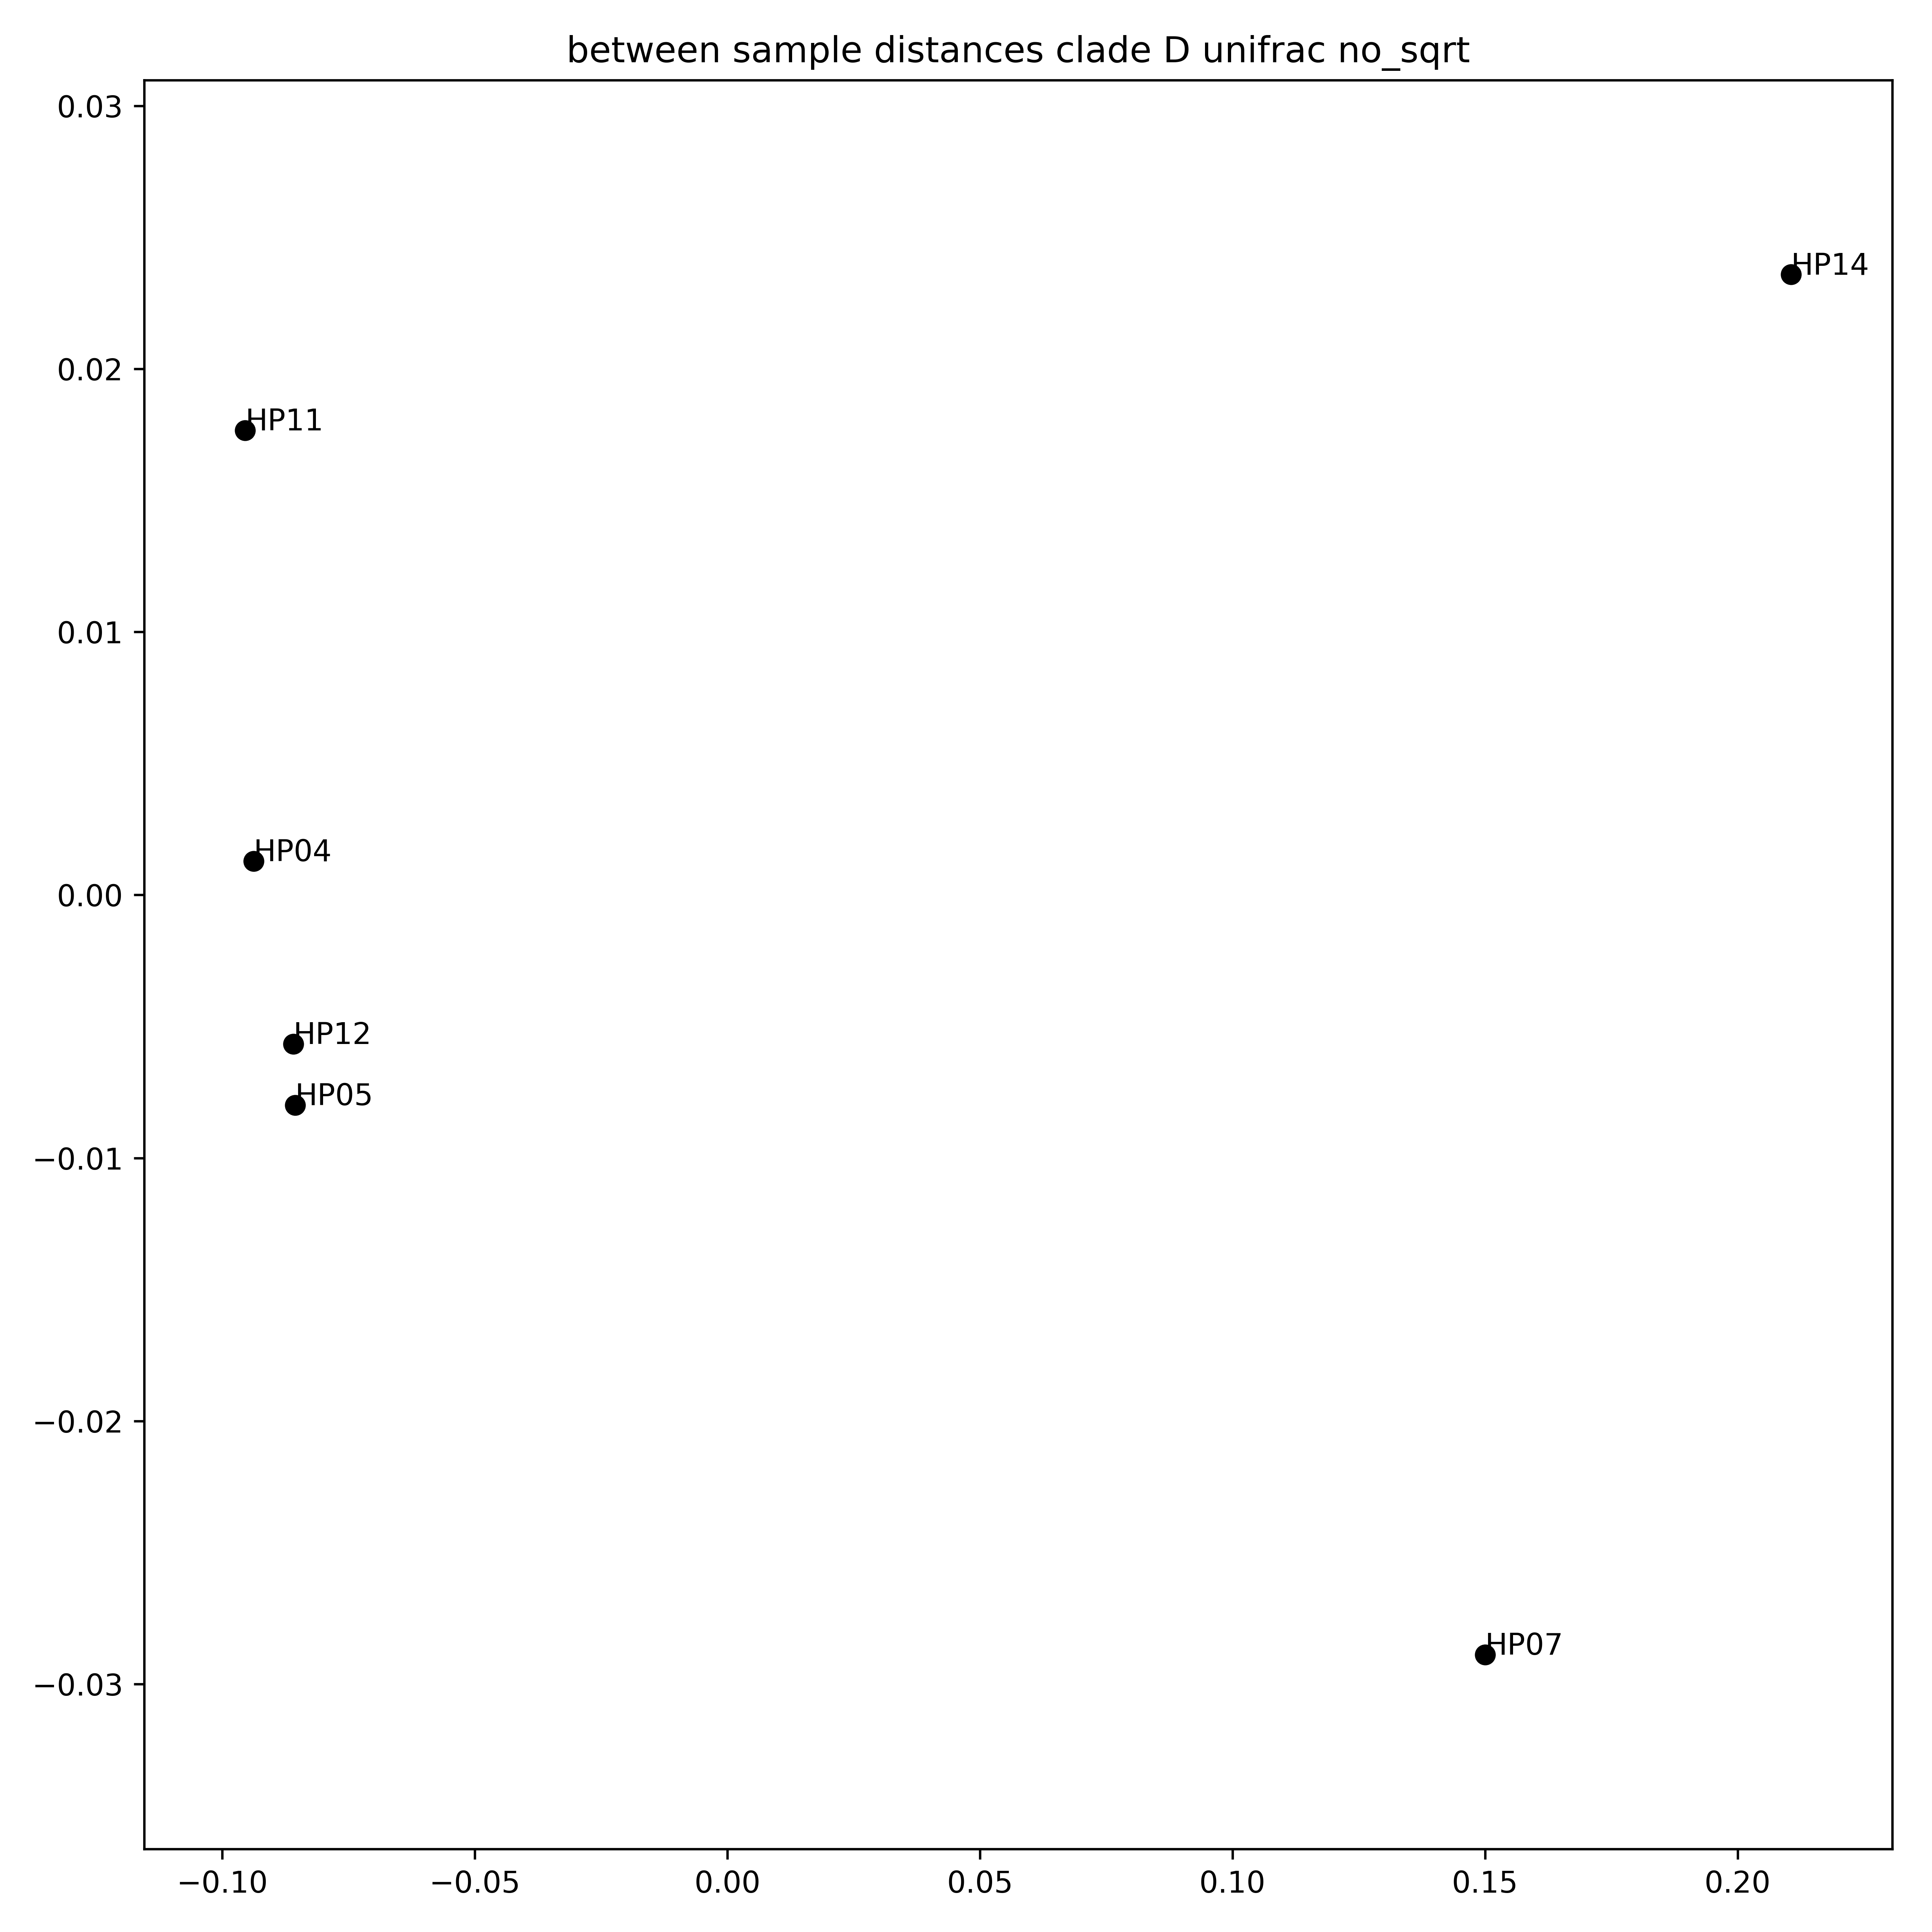 between sample distances clade D unifrac no_sqrt
0.03
HP14
0.02
HP11
0.01
HP04
0.00
HP12
HP05
−0.01
−0.02
HP07
−0.03
−0.10 −0.05 0.00 0.05 0.10 0.15 0.20